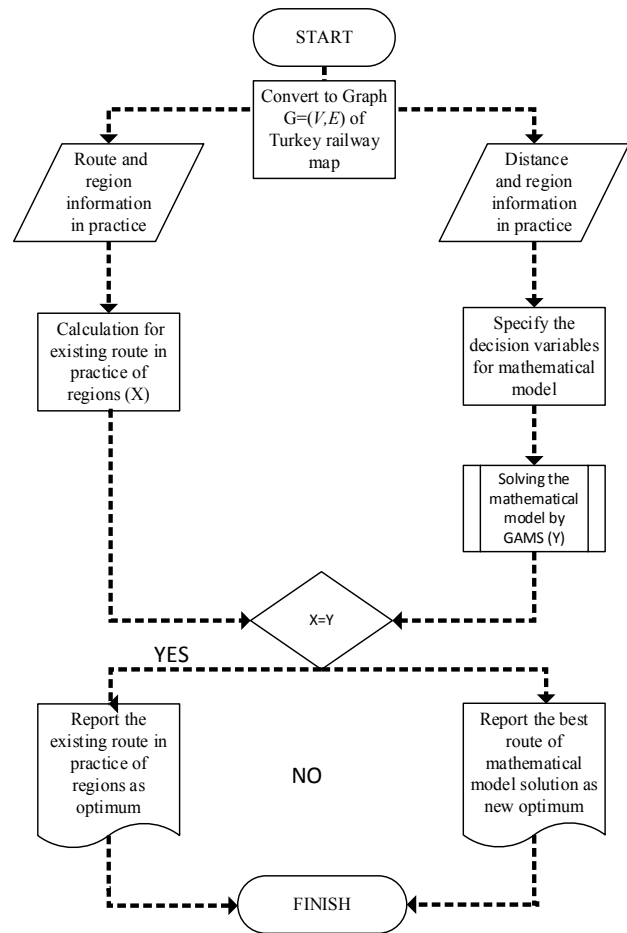 START
Convert to Graph
G=(V,E) of
Turkey railway
map
Route and
region
information
in practice
Distance
and region
information
in practice
Calculation for
existing route in
practice of
regions (X)
Specify the
decision variables
for mathematical
model
Solving the
mathematical
model by
GAMS (Y)
X=Y
YES
Report the
existing route in
practice of
regions as
optimum
NO
Report the best
route of
mathematical
model solution as
new optimum
FINISH